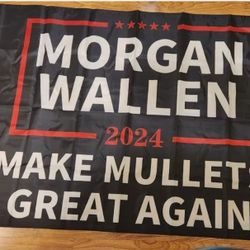 MORGAN
WALLEN
2024
MAKE MULLETS
GREAT AGAIN